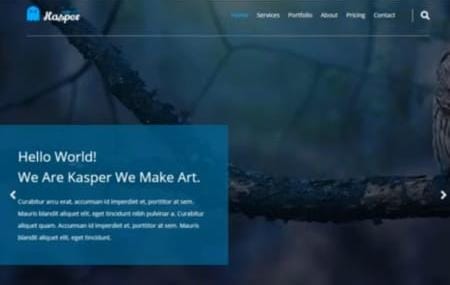 Kasper
Home Services Portfolio About Pricing Contact
Hello World!
We Are Kasper We Make Art.
Curabitur arcu erat, accumsan id imperdiet et, porttitor at sem.
Mauris blandit aliquet elit, eget tincidunt nibh pulvinar a. Curabitur
aliquet quam. Accumsan id imperdiet et, porttitor at sem. Mauris
blandit aliquet elit, eget tincidunt.